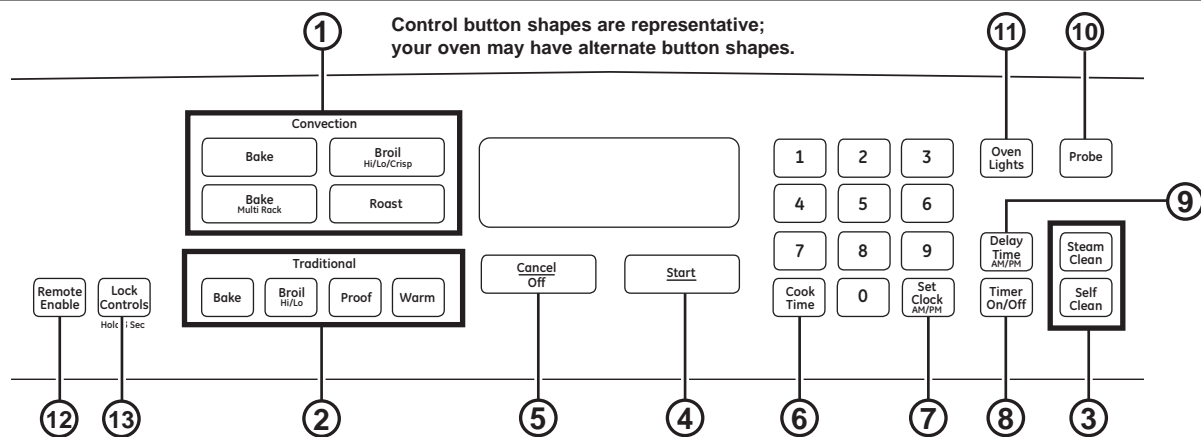 Control button shapes are representative;
your oven may have alternate button shapes.
1
11
10
Convection
Bake
Broil
Hi/Lo/Crisp
Bake
Multi Rack
Roast
1
2
3
Oven
Lights
Probe
4
5
6
9
7
8
9
Delay
Time
AM/PM
Steam
Clean
Traditional
Bake
Broil
Hi/Lo
Proof
Warm
Cancel
Off
Start
Remote
Enable
Lock
Controls
Hold
Sec
Cook
Time
0
Set
Clock
AM/PM
Timer
On/Off
Self
Clean
12
13
2
5
4
6
7
8
3